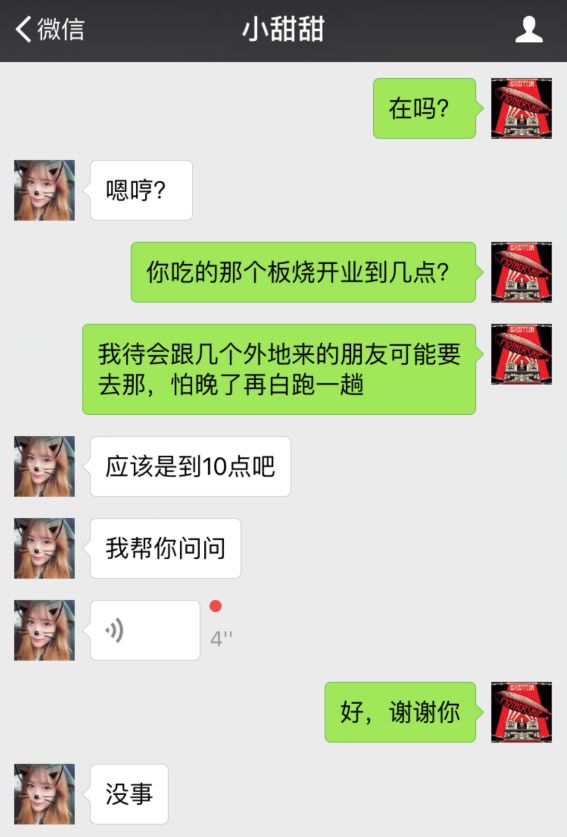 微信
小甜甜
在吗？
嗯哼？
你吃的那个板烧开业到几点？
我待会跟几个外地来的朋友可能要
去那，怕晚了再白跑一趟
应该是到10点吧
我帮你问问
4''
好，谢谢你
没事